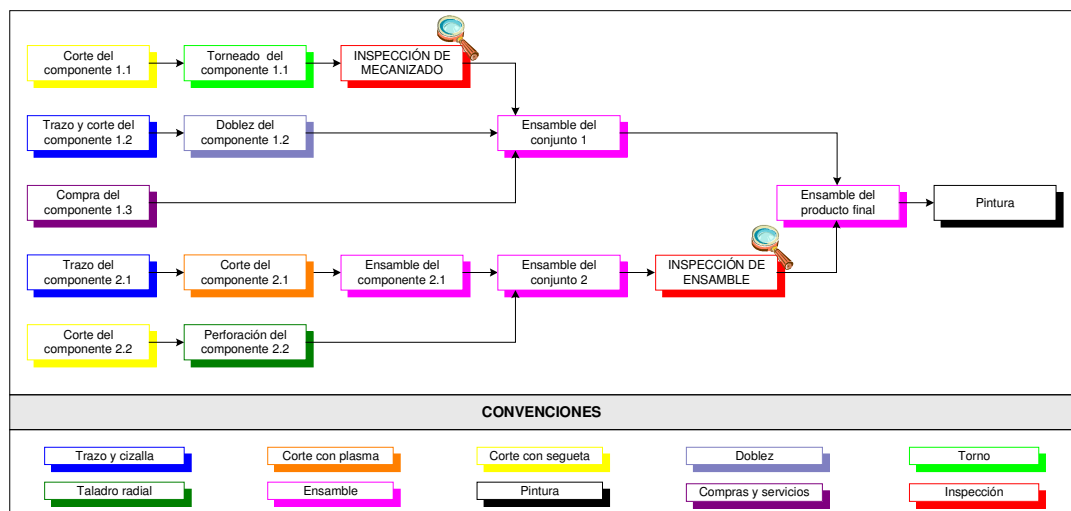 Corte del
componente 1.1
Torneado del
componente 1.1
INSPECCIÓN DE
MECANIZADO
Trazo y corte del
componente 1.2
Doblez del
componente 1.2
Ensamble del
conjunto 1
Compra del
componente 1.3
Ensamble del
producto final
Pintura
Trazo del
componente 2.1
Corte del
componente 2.1
Ensamble del
componente 2.1
Ensamble del
conjunto 2
INSPECCIÓN DE
ENSAMBLE
Corte del
componente 2.2
Perforación del
componente 2.2
CONVENCIONES
Trazo y cizalla
Corte con plasma
Corte con segueta
Doblez
Torno
Taladro radial
Ensamble
Pintura
Compras y servicios
Inspección